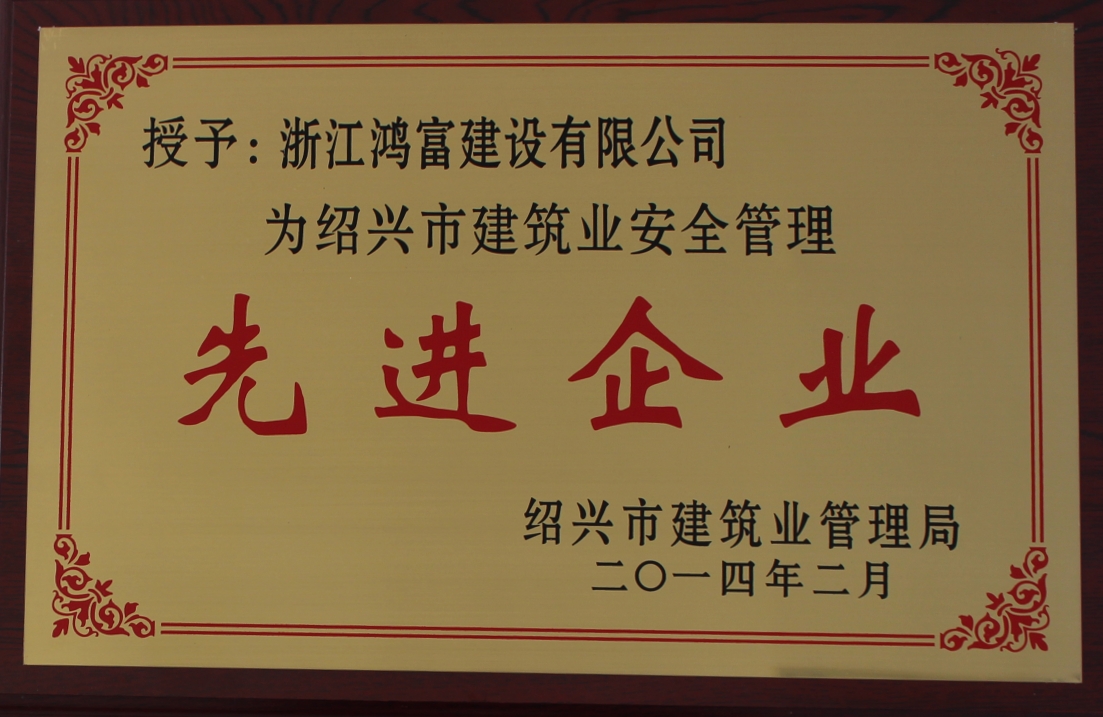 授予：浙江鸿富建设有限公司
为绍兴市建筑业安全管理
先进企业
绍兴市建筑业管理局
二〇一四年二月